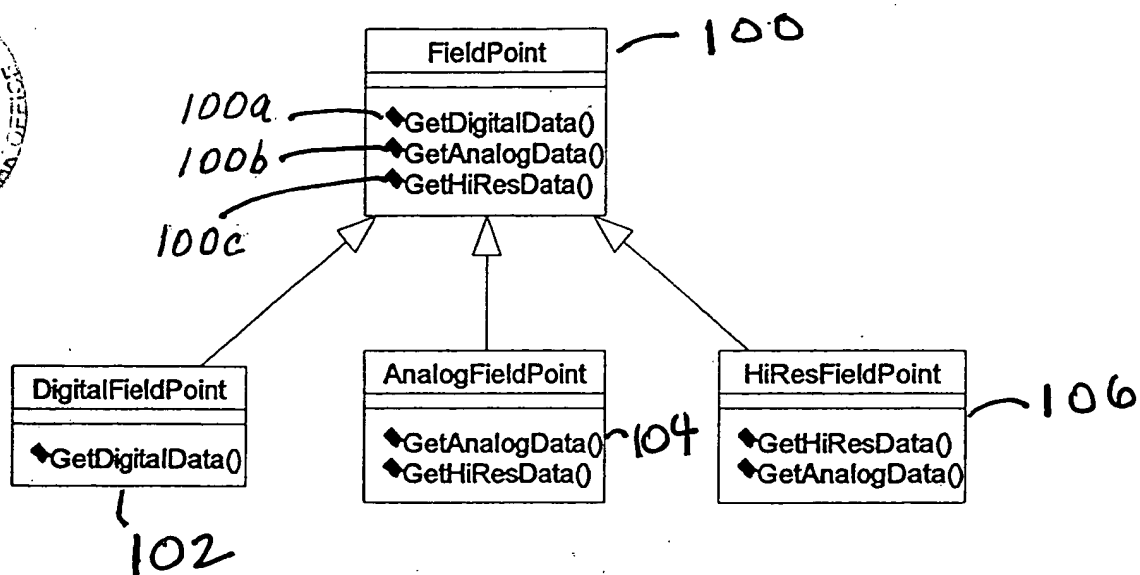 FieldPoint
100
100a
GetDigitalData()
100b
GetAnalogData()
100c
GetHiResData()
DigitalFieldPoint
GetDigitalData()
102
AnalogFieldPoint
GetAnalogData()
104
GetHiResData()
HiResFieldPoint
106
GetHiResData()
GetAnalogData()